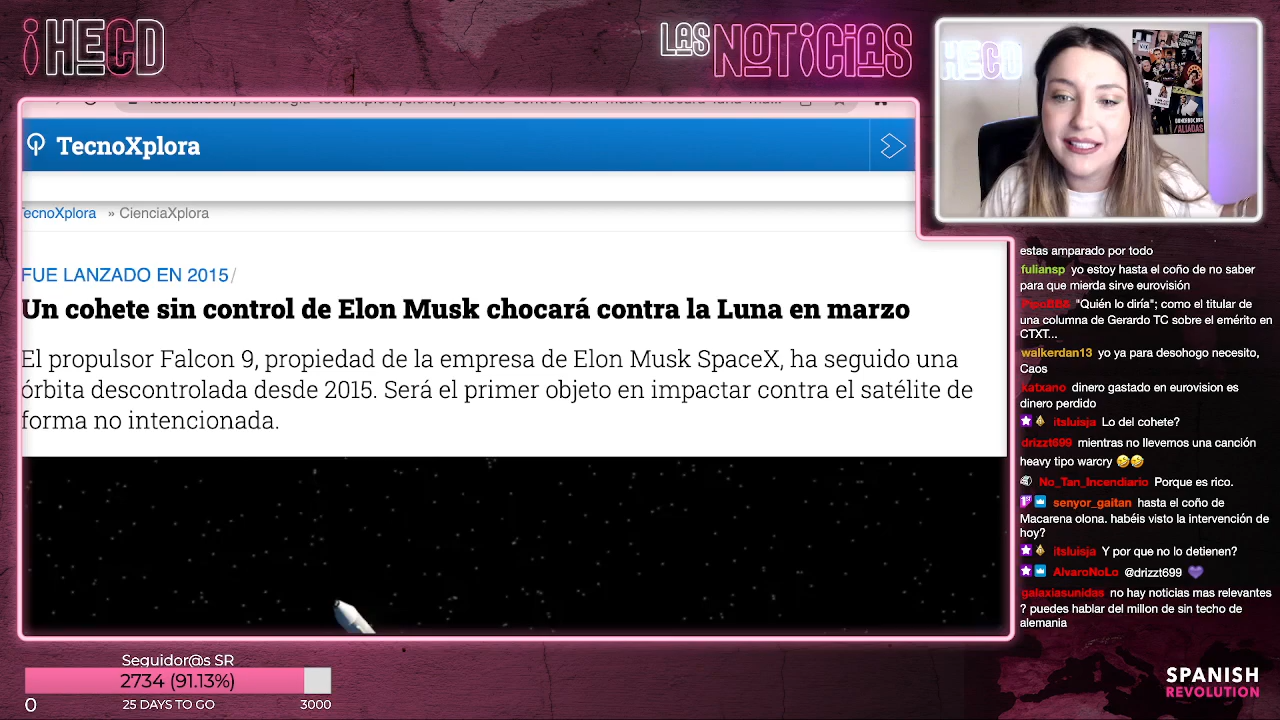 ¡HECD
LAS NOTICIAS
HECD
TecnoXplora
TecnoXplora » CienciaXplora
FUE LANZADO EN 2015/
Un cohete sin control de Elon Musk chocará contra la Luna en marzo
El propulsor Falcon 9, propiedad de la empresa de Elon Musk SpaceX, ha seguido una
órbita descontrolada desde 2015. Será el primer objeto en impactar contra el satélite de
forma no intencionada.
estas amparado por todo
fuliansp yo estoy hasta el coño de no saber
para que mierda sirve eurovisión
"Quién lo diría"; como el titular de
una columna de Gerardo TC sobre el emérito en
CTXT...
walkerdan13 yo ya para desohogo necesito,
Caos
katxano dinero gastado en eurovision es
dinero perdido
itsluisja Lo del cohete?
drizzt699 mientras no llevemos una canción
heavy tipo warcry 🤣🤣
No_Tan_Incendiario Porque es rico.
senyor_gaitan hasta el coño de
Macarena olona. habéis visto la intervención de
hoy?
itsluisja Y por que no lo detienen?
AlvaroNoLo @drizzt699 💜
galaxiasunidas no hay noticias mas relevantes
? puedes hablar del millon de sin techo de
alemania
Seguidor@s SR
2734 (91.13%)
0 25 DAYS TO GO 3000
SPANISH
REVOLUTION